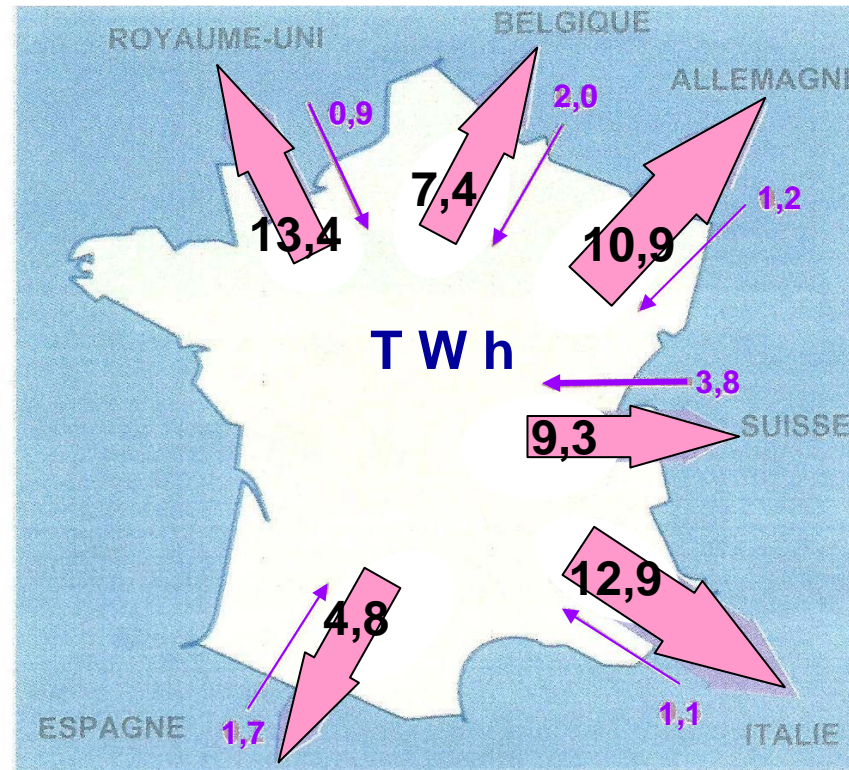 ROYAUME-UNI
BELGIQUE
ALLEMAGNE
0,9
2,0
1,2
13,4
7,4
10,9
T W h
3,8
9,3
SUISSE
12,9
4,8
1,7
1,1
ESPAGNE
ITALIE